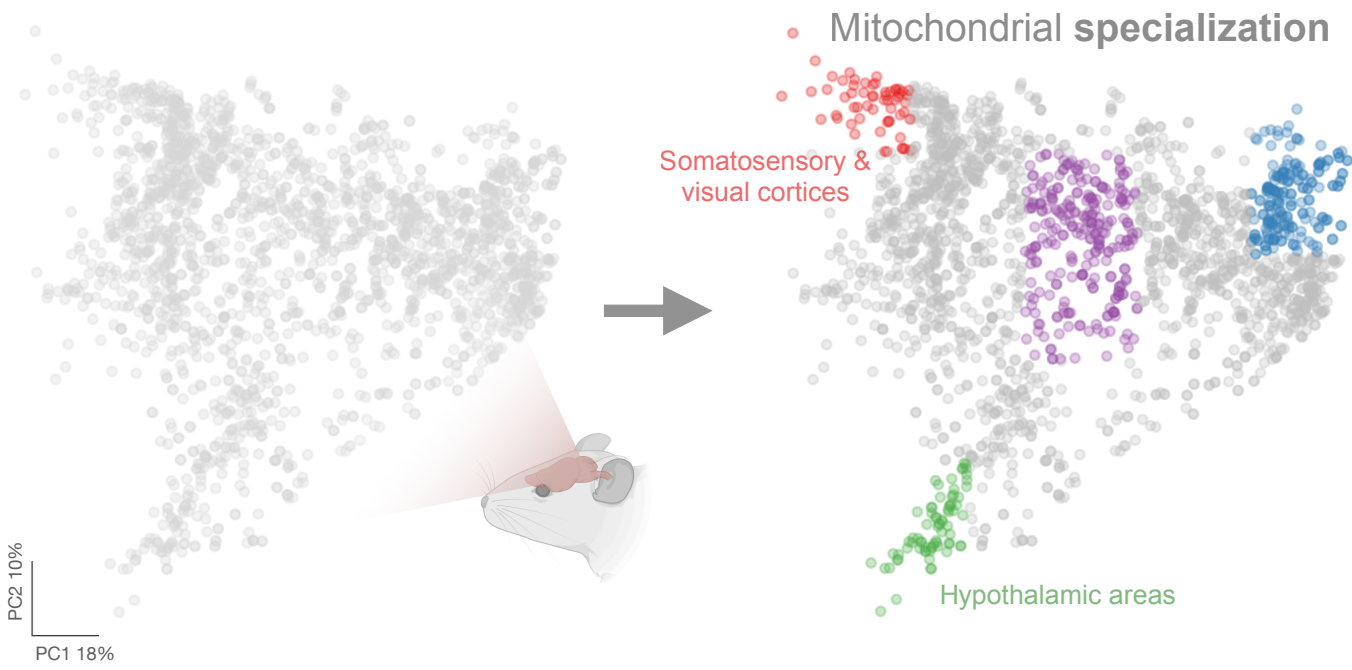 Mitochondrial specialization
Somatosensory &
visual cortices
Hypothalamic areas
PC2 10%
PC1 18%